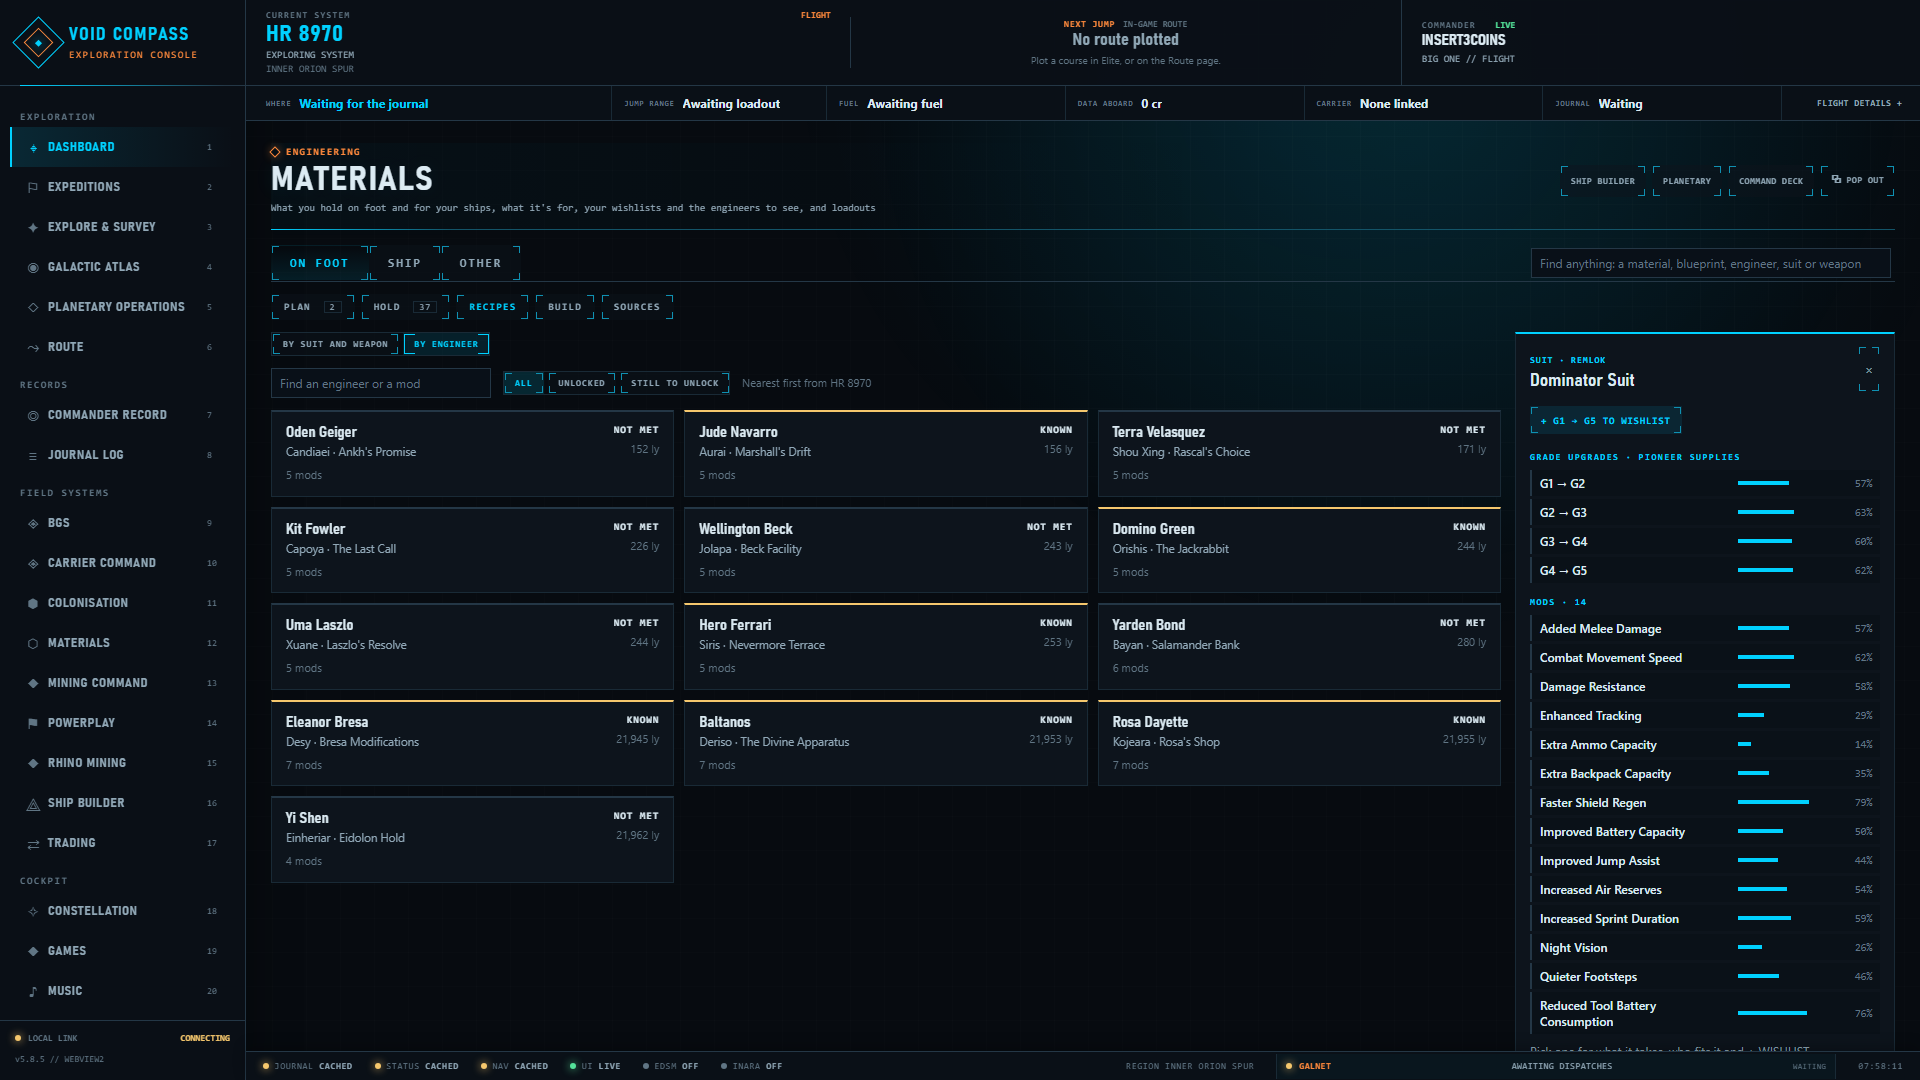 VOID COMPASS
EXPLORATION CONSOLE
CURRENT SYSTEM
FLIGHT
HR 8970
EXPLORING SYSTEM
INNER ORION SPUR
NEXT JUMP IN-GAME ROUTE
No route plotted
Plot a course in Elite, or on the Route page.
COMMANDER LIVE
INSERT3COINS
BIG ONE // FLIGHT
WHERE Waiting for the journal
JUMP RANGE Awaiting loadout
FUEL Awaiting fuel
DATA ABOARD 0 cr
CARRIER None linked
JOURNAL Waiting
FLIGHT DETAILS +
EXPLORATION
DASHBOARD 1
EXPEDITIONS 2
EXPLORE & SURVEY 3
GALACTIC ATLAS 4
PLANETARY OPERATIONS 5
ROUTE 6
RECORDS
COMMANDER RECORD 7
JOURNAL LOG 8
FIELD SYSTEMS
BGS 9
CARRIER COMMAND 10
COLONISATION 11
MATERIALS 12
MINING COMMAND 13
POWERPLAY 14
RHINO MINING 15
SHIP BUILDER 16
TRADING 17
COCKPIT
CONSTELLATION 18
GAMES 19
MUSIC 20
LOCAL LINK CONNECTING
v5.8.5 // WEBVIEW2
ENGINEERING
MATERIALS
What you hold on foot and for your ships, what it's for, your wishlists and the engineers to see, and loadouts
SHIP BUILDER
PLANETARY
COMMAND DECK
POP OUT
ON FOOT
SHIP
OTHER
Find anything: a material, blueprint, engineer, suit or weapon
PLAN 2
HOLD 37
RECIPES
BUILD
SOURCES
BY SUIT AND WEAPON
BY ENGINEER
Find an engineer or a mod
ALL
UNLOCKED
STILL TO UNLOCK
Nearest first from HR 8970
Oden Geiger NOT MET
Candiaei · Ankh's Promise 152 ly
5 mods
Jude Navarro KNOWN
Aurai · Marshall's Drift 156 ly
5 mods
Terra Velasquez NOT MET
Shou Xing · Rascal's Choice 171 ly
5 mods
Kit Fowler NOT MET
Capoya · The Last Call 226 ly
5 mods
Wellington Beck NOT MET
Jolapa · Beck Facility 243 ly
5 mods
Domino Green KNOWN
Orishis · The Jackrabbit 244 ly
5 mods
Uma Laszlo NOT MET
Xuane · Laszlo's Resolve 244 ly
5 mods
Hero Ferrari KNOWN
Siris · Nevermore Terrace 253 ly
5 mods
Yarden Bond NOT MET
Bayan · Salamander Bank 280 ly
6 mods
Eleanor Bresa KNOWN
Desy · Bresa Modifications 21,945 ly
7 mods
Baltanos KNOWN
Deriso · The Divine Apparatus 21,953 ly
7 mods
Rosa Dayette KNOWN
Kojeara · Rosa's Shop 21,955 ly
7 mods
Yi Shen NOT MET
Einheriar · Eidolon Hold 21,962 ly
4 mods
SUIT · REMLOK
Dominator Suit
×
+ G1 → G5 TO WISHLIST
GRADE UPGRADES · PIONEER SUPPLIES
G1 → G2 57%
G2 → G3 63%
G3 → G4 60%
G4 → G5 62%
MODS · 14
Added Melee Damage 57%
Combat Movement Speed 62%
Damage Resistance 58%
Enhanced Tracking 29%
Extra Ammo Capacity 14%
Extra Backpack Capacity 35%
Faster Shield Regen 79%
Improved Battery Capacity 50%
Improved Jump Assist 44%
Increased Air Reserves 54%
Increased Sprint Duration 59%
Night Vision 26%
Quieter Footsteps 46%
Reduced Tool Battery Consumption 76%
Pick one for what it takes, who fits it and + WISHLIST
JOURNAL CACHED
STATUS CACHED
NAV CACHED
UI LIVE
EDSM OFF
INARA OFF
REGION INNER ORION SPUR
GALNET
AWAITING DISPATCHES
WAITING
07:58:11